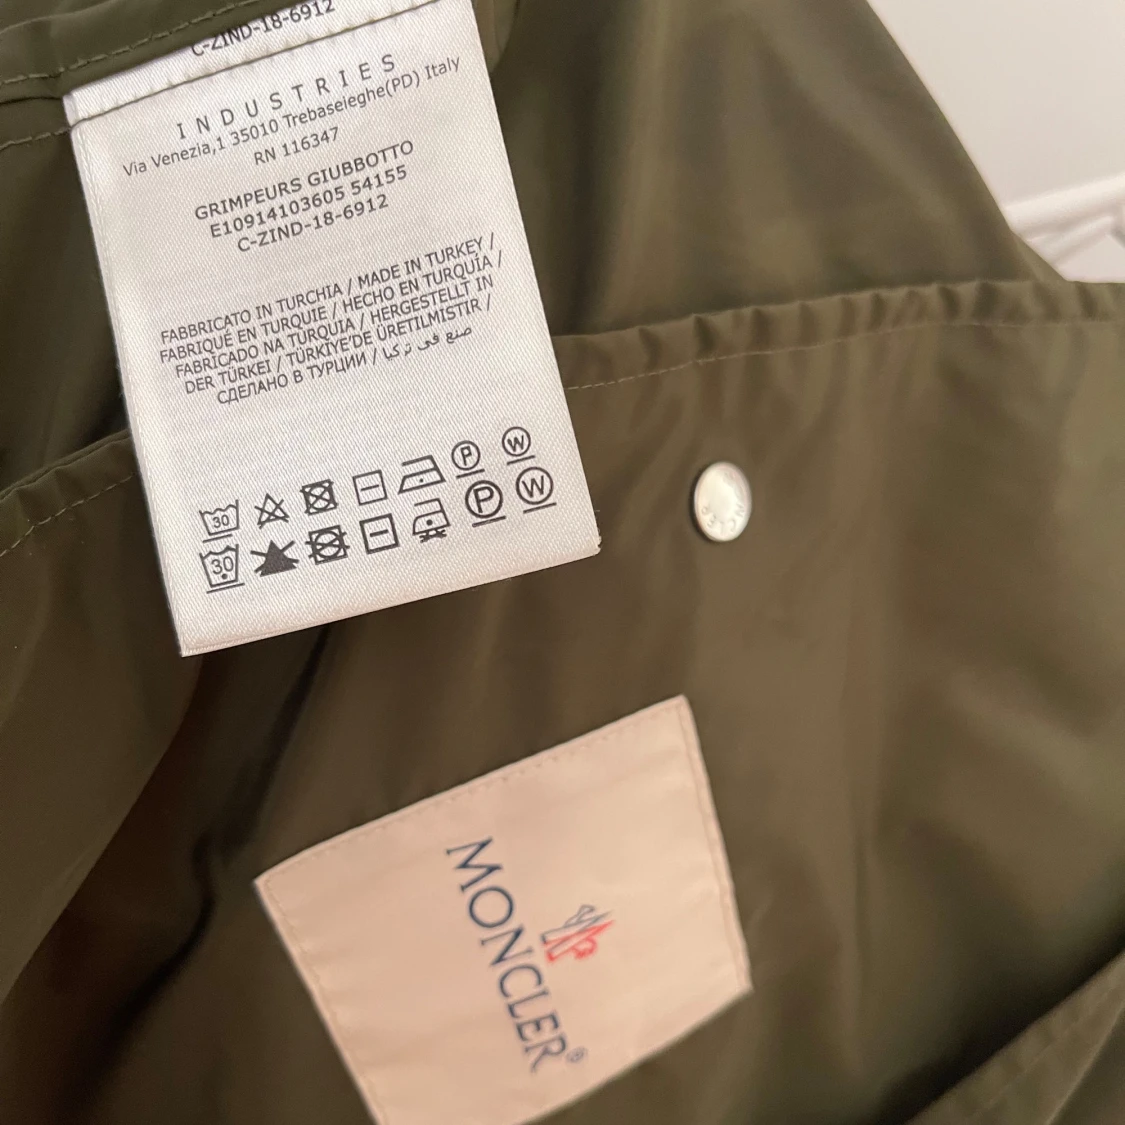 C-ZIND-18-6912
INDUSTRIES
Via Venezia,1 35010 Trebaseleghe(PD) Italy
RN 116347
GRIMPEURS GIUBBOTTO
E10914103605 54155
C-ZIND-18-6912
FABBRICATO IN TURCHIA / MADE IN TURKEY /
FABRIQUÉ EN TURQUIE / HECHO EN TURQUÍA /
FABRICADO NA TURQUIA / HERGESTELLT IN
DER TÜRKEI / TÜRKİYE'DE ÜRETİLMİSTİR /
СДЕЛАНО В ТУРЦИИ / صنع فى تركيا
30 P W
30 P W
MONCLER®